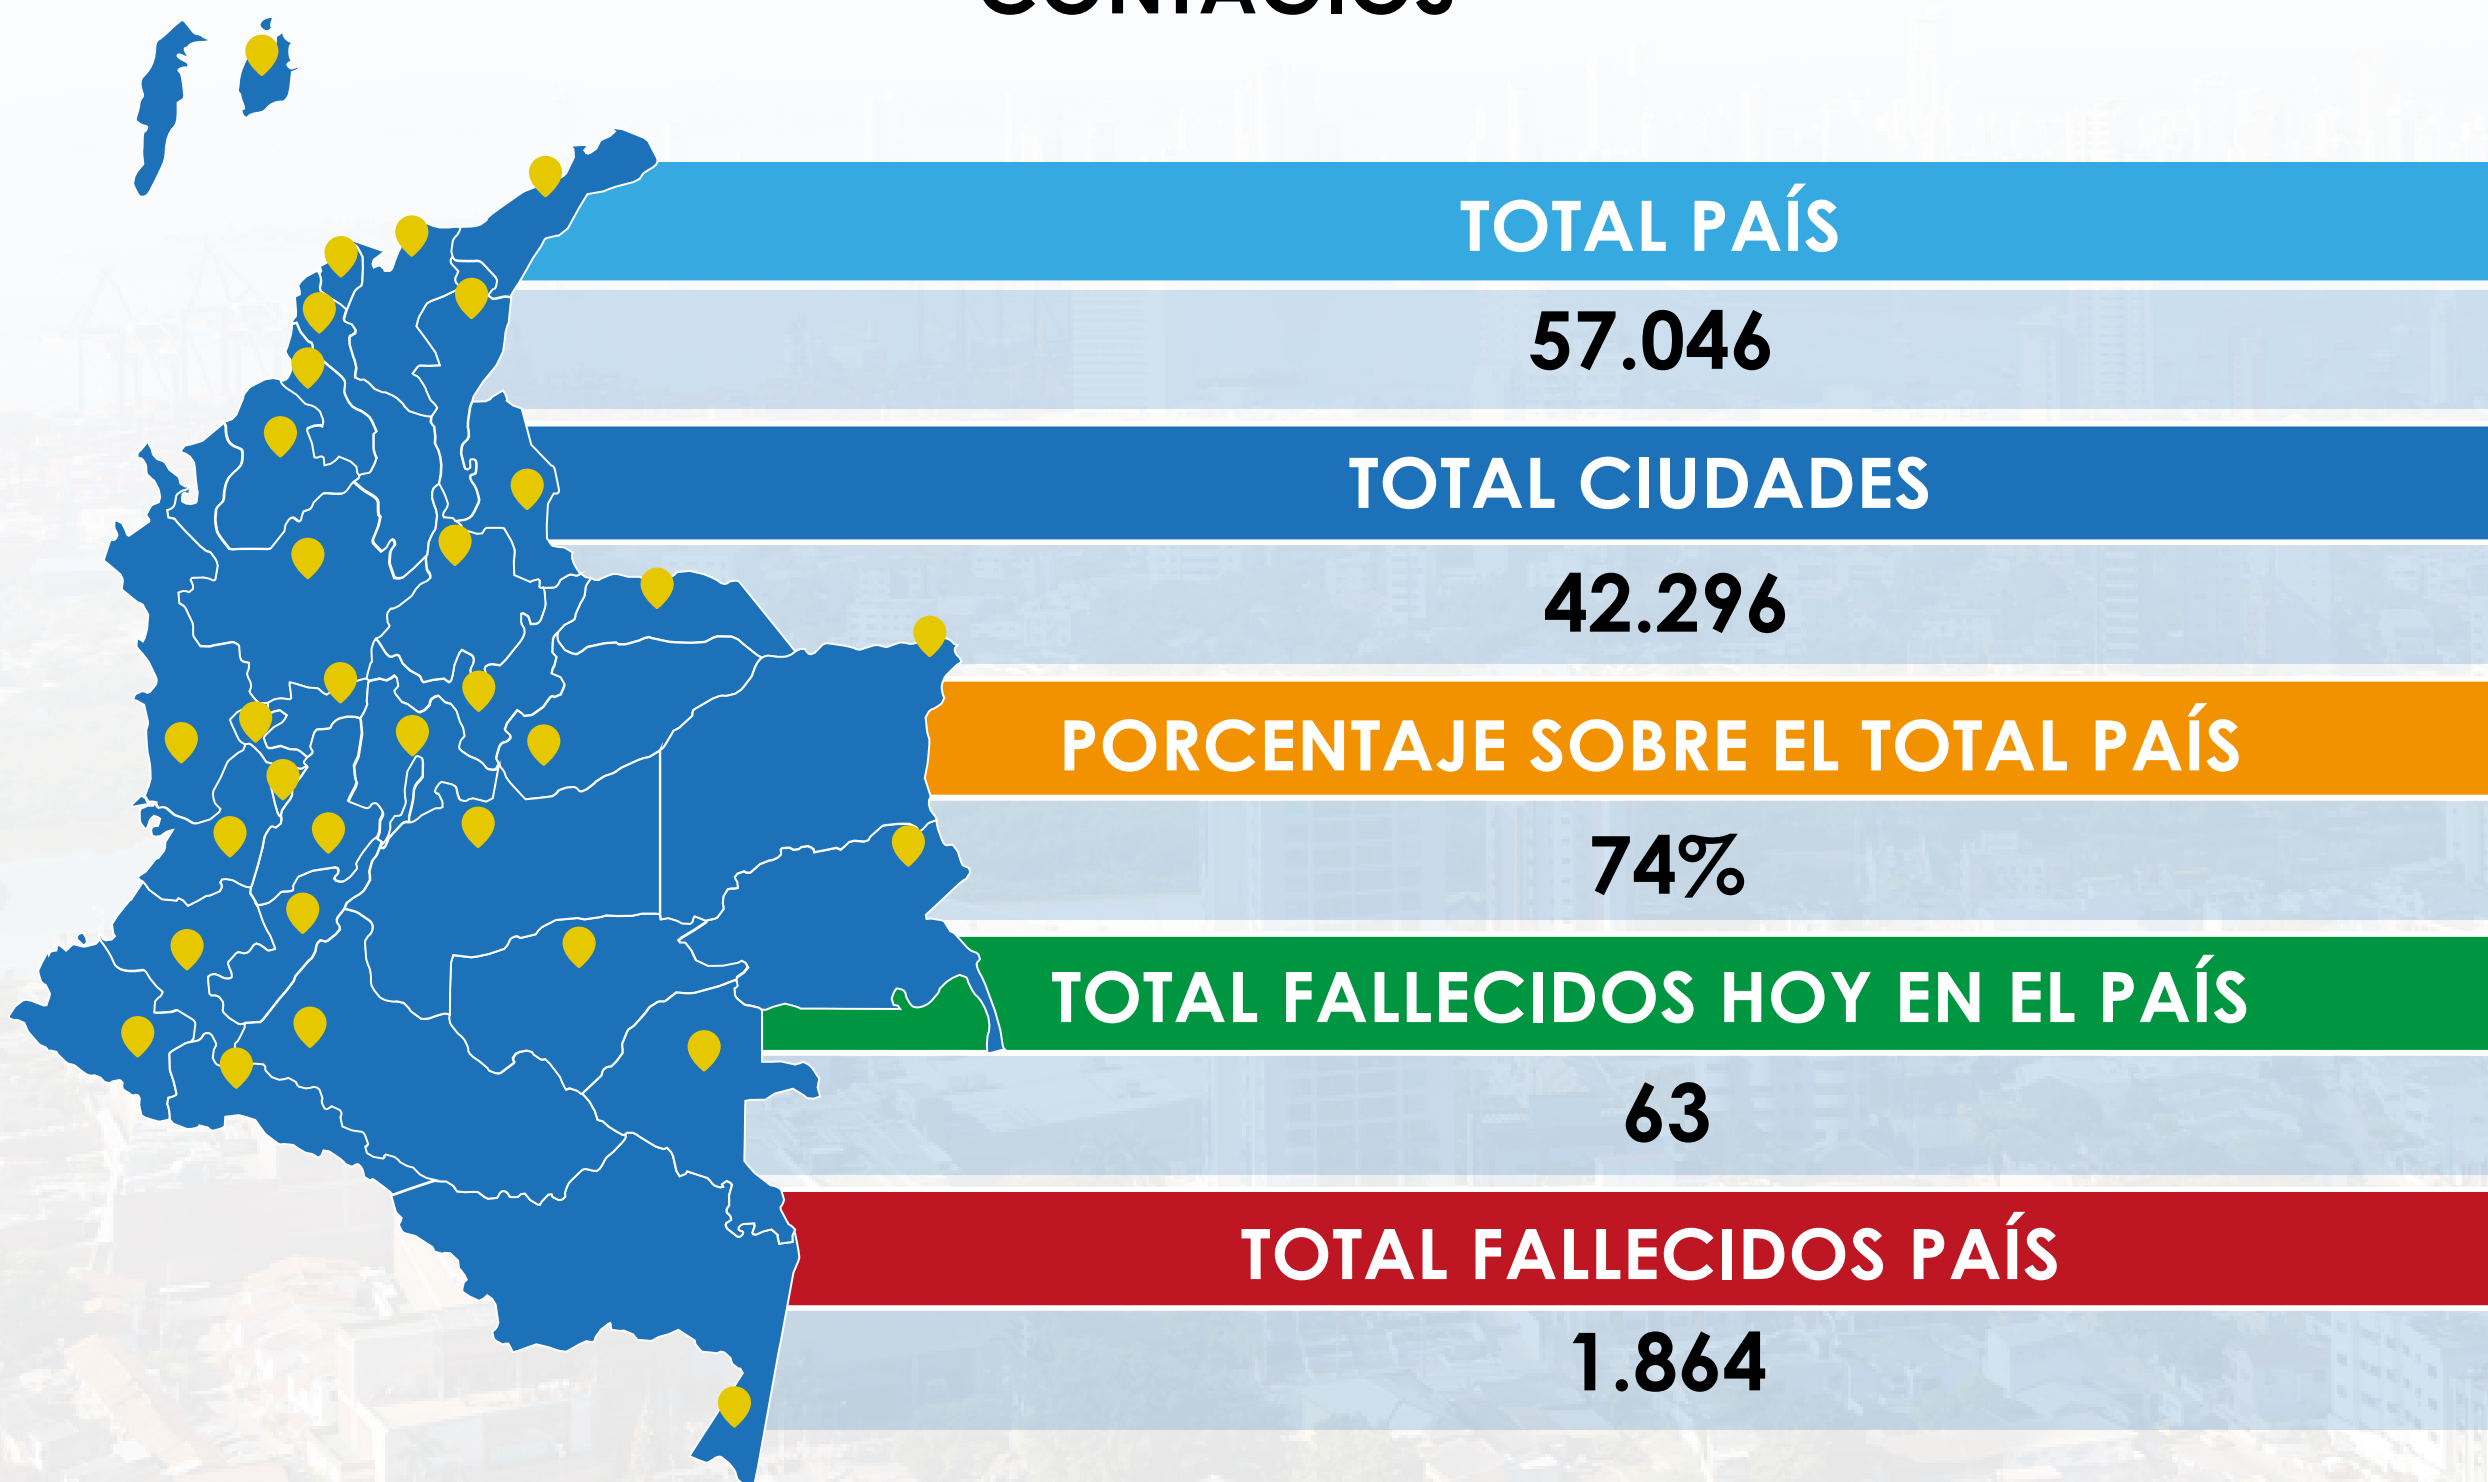 CONTAGIOS
TOTAL PAÍS
57.046
TOTAL CIUDADES
42.296
PORCENTAJE SOBRE EL TOTAL PAÍS
74%
TOTAL FALLECIDOS HOY EN EL PAÍS
63
TOTAL FALLECIDOS PAÍS
1.864